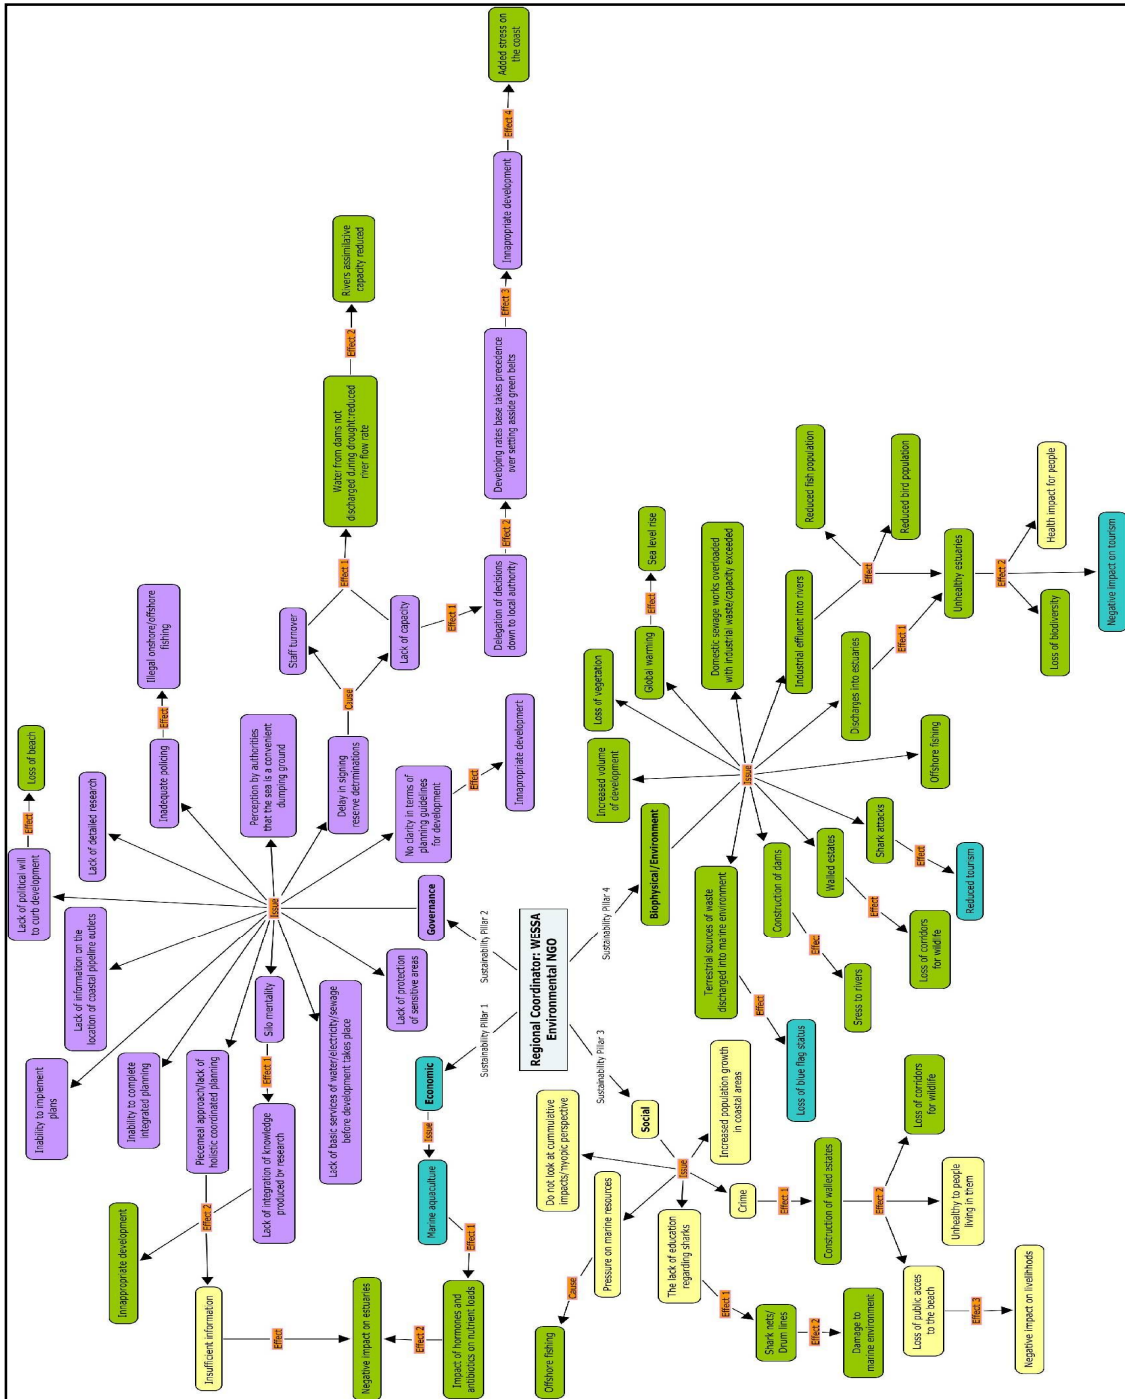 Regional Coordinator: WESSA
Environmental NGO
Sustainability Pillar 1
Economic
Issue
Marine aquaculture
Effect 1
Impact of hormones and
antibiotics on nutrient loads
Effect 2
Negative impact on estuaries
Sustainability Pillar 2
Governance
Issue
Inability to implement
plans
Lack of information on the
location of coastal pipeline outlets
Lack of political will
to curb development
Effect
Loss of beach
Lack of detailed research
Inadequate policing
Effect
Illegal onshore/offshore
fishing
Perception by authorities
that the sea is a convenient
dumping ground
Delay in signing
reserve detrminations
Cause
Staff turnover
Lack of capacity
Effect 1
Water from dams not
discharged during drought:reduced
river flow rate
Effect 2
Rivers assimilative
capacity reduced
Effect 1
Delegation of decisions
down to local authority
Effect 2
Developing rates base takes precedence
over setting asside green belts
Effect 3
Innapropriate development
Effect 4
Added stress on
the coast
No clarity in terms of
planning guidelines
for development
Effect
Innapropriate development
Inability to complete
integrated planning
Piecemeal approach/lack of
holistic coordinated planning
Silo mentality
Effect 1
Lack of integration of knowledge
produced by research
Effect 2
Innappropriate development
Insufficient information
Effect
Lack of basic services of water/electricity/sewage
before development takes place
Lack of protection
of sensitive areas
Sustainability Pillar 3
Social
Issue
Do not look at cummulative
impacts/myopic perspective
Pressure on marine resources
Cause
Offshore fishing
The lack of education
regarding sharks
Effect 1
Shark nets/
Drum lines
Effect 2
Damage to
marine environment
Crime
Effect 1
Construction of walled estates
Effect 2
Loss of public acces
to the beach
Effect 3
Negative impact on livelihhods
Unhealthy to people
living in them
Loss of corridors
for wildlife
Increased population growth
in coastal areas
Sustainability Pillar 4
Biophysical/Environment
Issue
Increased volume
of development
Loss of vegetation
Global warming
Effect
Sea level rise
Domestic sewage works overloaded
with industrial waste/capacity exceeded
Industrial effluent into rivers
Effect
Reduced fish population
Reduced bird population
Discharges into estuaries
Effect 1
Unhealthy estuaries
Effect 2
Loss of biodiversity
Health impact for people
Negative impact on tourism
Offshore fishing
Shark attacks
Effect
Reduced tourism
Walled estates
Effect
Loss of corridors
for wildlife
Construction of dams
Effect
Sress to rivers
Terrestrial sources of waste
discharged into marine environment
Effect
Loss of blue flag status